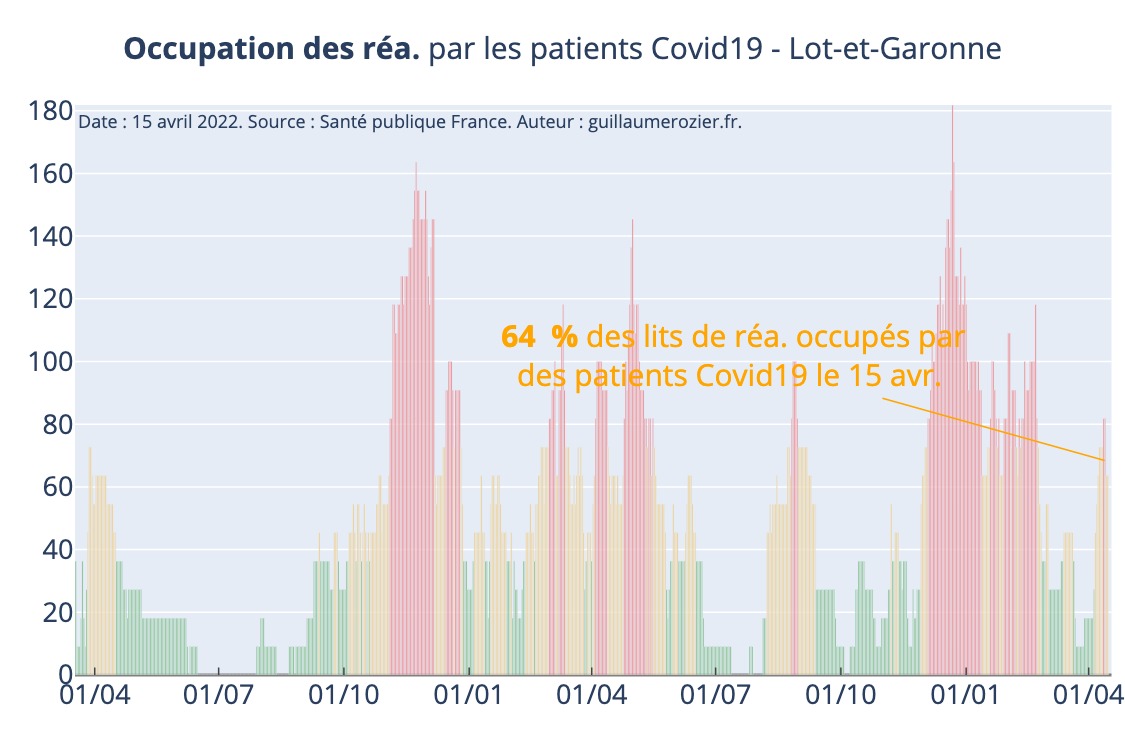 Occupation des réa. par les patients Covid19 - Lot-et-Garonne
180
Date : 15 avril 2022. Source : Santé publique France. Auteur : guillaumerozier.fr.
160
140
120
64 % des lits de réa. occupés par
des patients Covid19 le 15 avr.
100
80
60
40
20
0
01/04 01/07 01/10 01/01 01/04 01/07 01/10 01/01 01/04